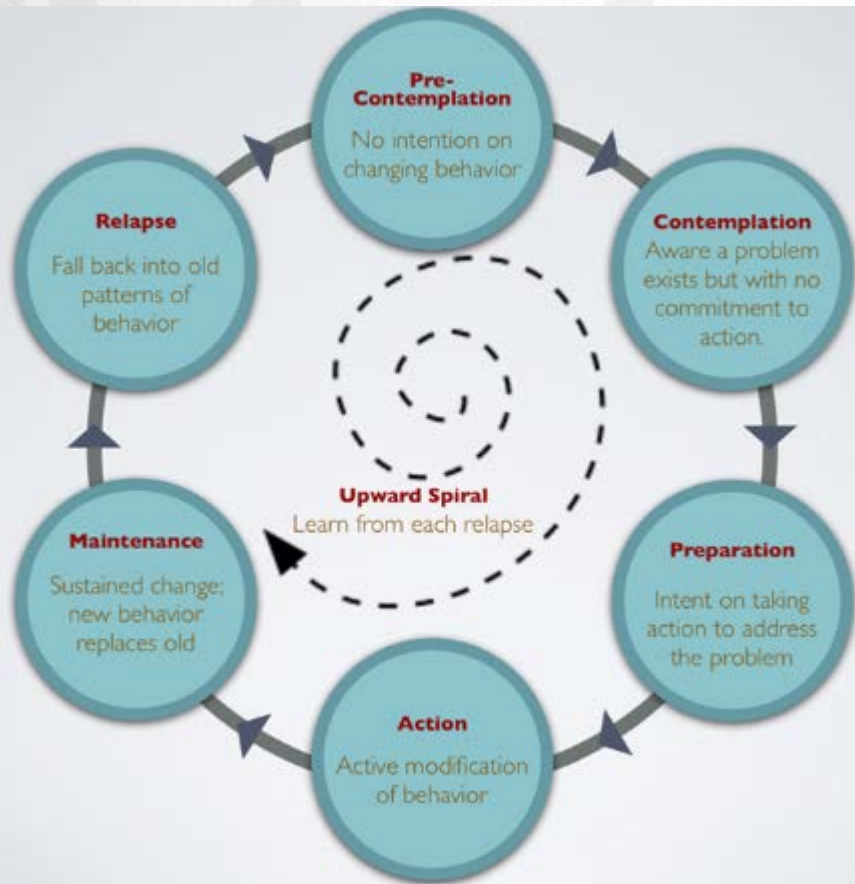 Pre-
Contemplation
No intention on
changing behavior
Contemplation
Aware a problem
exists but with no
commitment to
action.
Preparation
Intent on taking
action to address
the problem
Action
Active modification
of behavior
Maintenance
Sustained change;
new behavior
replaces old
Relapse
Fall back into old
patterns of
behavior
Upward Spiral
Learn from each relapse